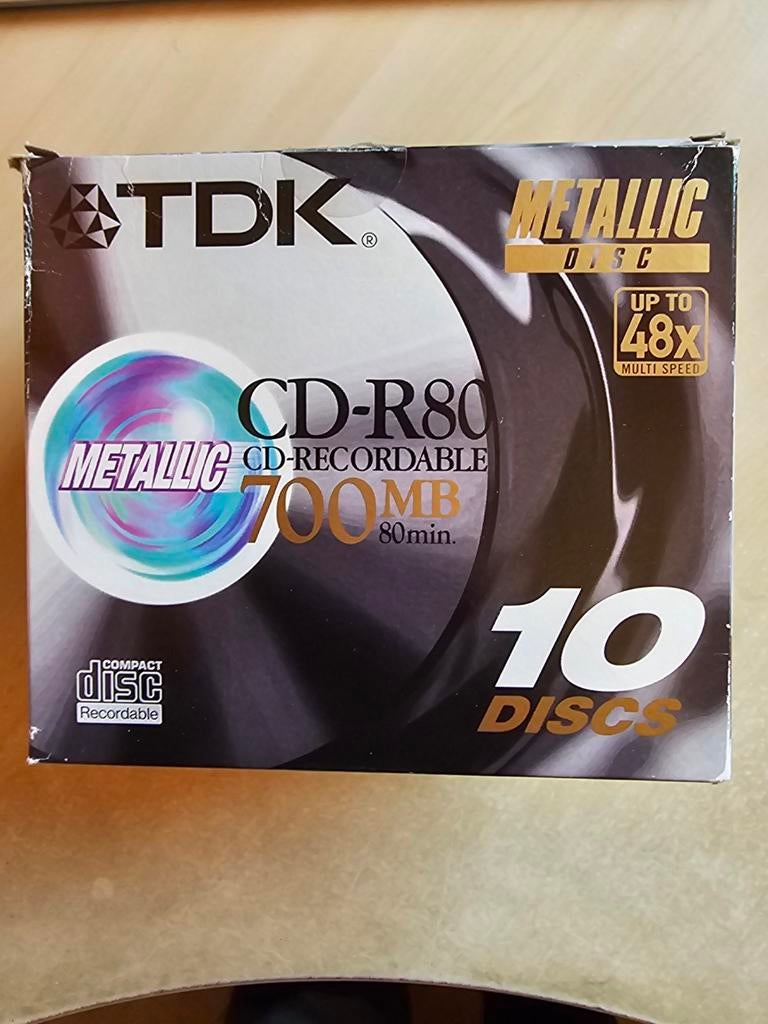 TDK®
METALLIC
DISC
UP TO
48x
MULTI SPEED
CD-R80
CD-RECORDABLE
METALLIC
700MB
80min.
10
DISCS
COMPACT
disc
Recordable